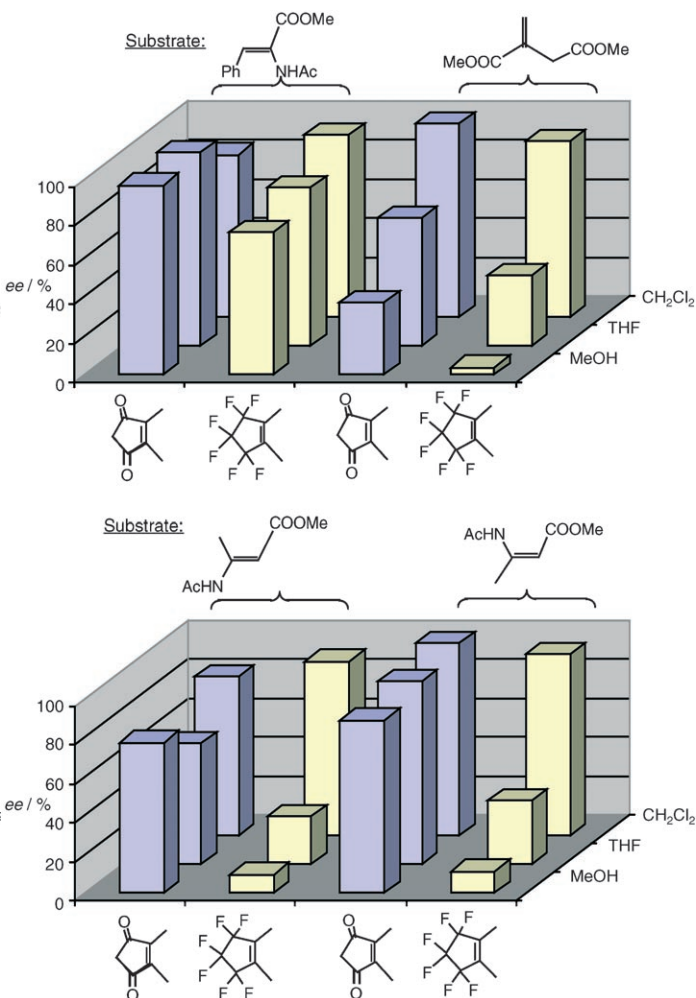 Substrate:
COOMe
Ph
NHAc
MeOOC
COOMe
100
80
60
40
20
0
ee / %
CH2Cl2
THF
MeOH
O
O
F F
F
F
F F
O
O
F F
F
F
F F
Substrate:
COOMe
AcHN
AcHN
COOMe
100
80
60
40
20
0
ee / %
CH2Cl2
THF
MeOH
O
O
F F
F
F
F F
O
O
F F
F
F
F F